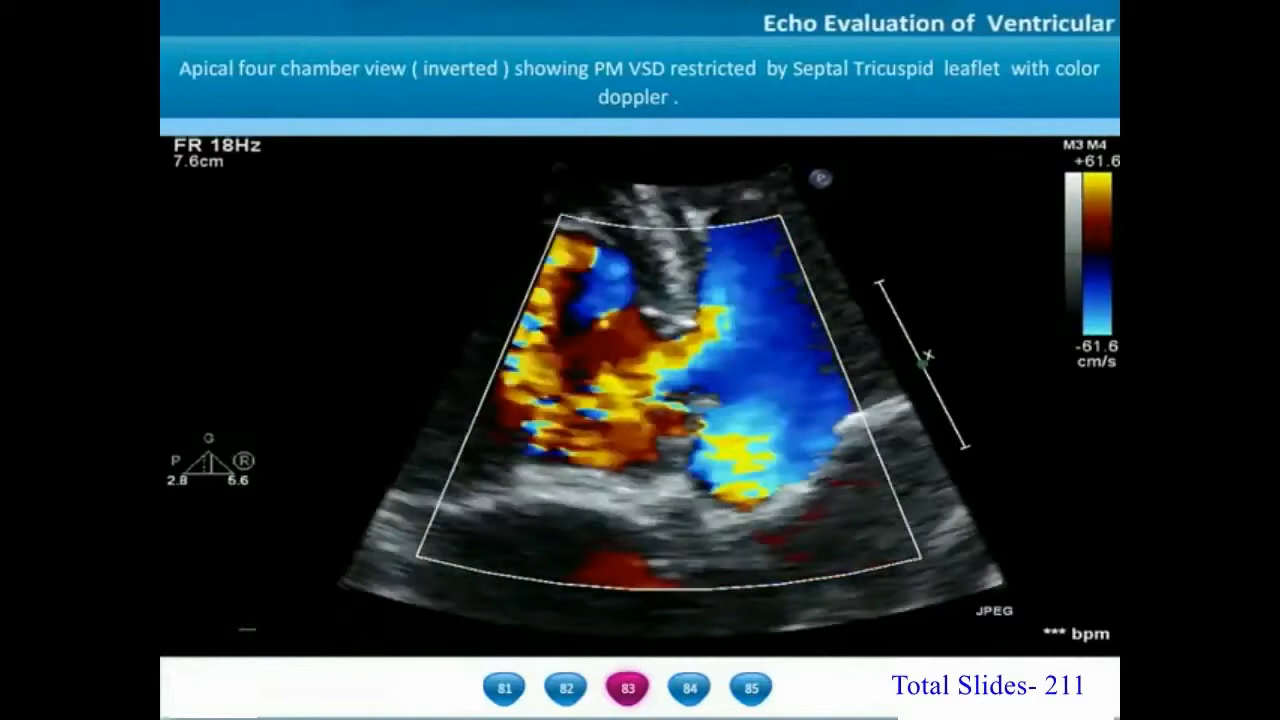 Echo Evaluation of Ventricular
Apical four chamber view ( inverted ) showing PM VSD restricted by Septal Tricuspid leaflet with color
doppler .
FR 18Hz
7.6cm
M3 M4
+61.6
P
x
-61.6
cm/s
G
P R
2.8 5.6
JPEG
*** bpm
81 82 83 84 85
Total Slides- 211